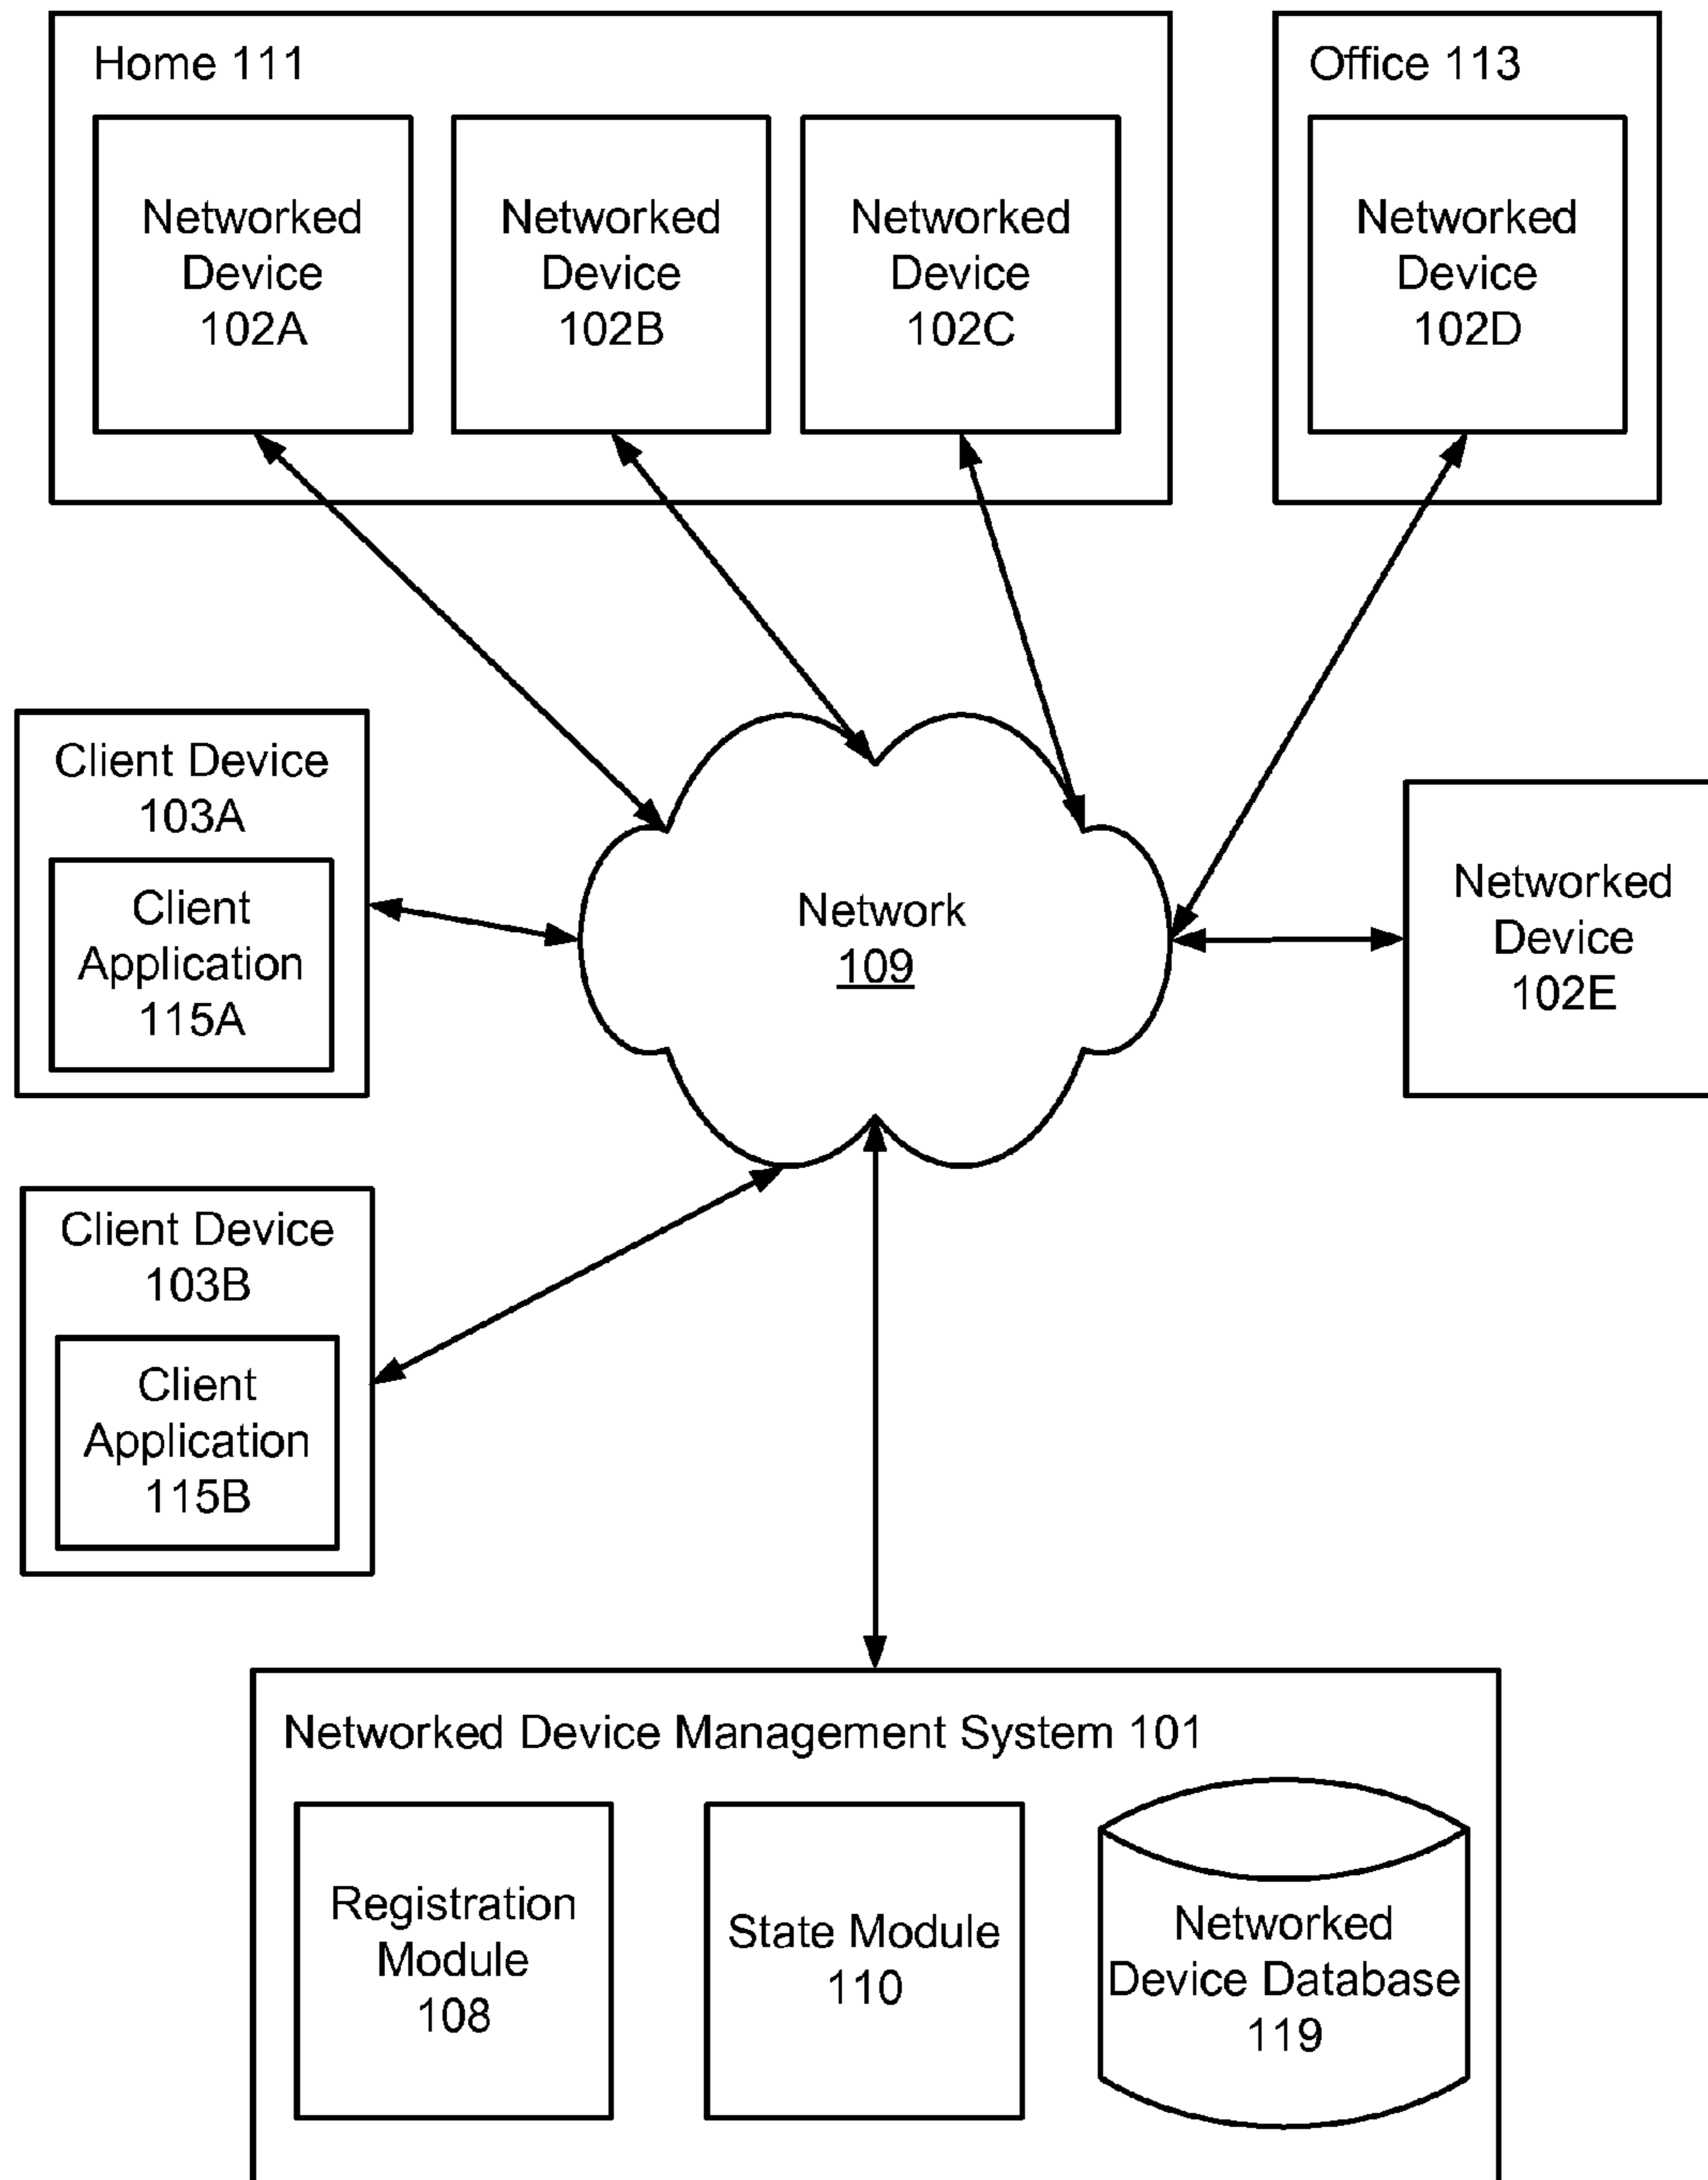 Home 111
Office 113
Networked
Device
102A
Networked
Device
102B
Networked
Device
102C
Networked
Device
102D
Client Device
103A
Client
Application
115A
Network
109
Networked
Device
102E
Client Device
103B
Client
Application
115B
Networked Device Management System 101
Registration
Module
108
State Module
110
Networked
Device Database
119